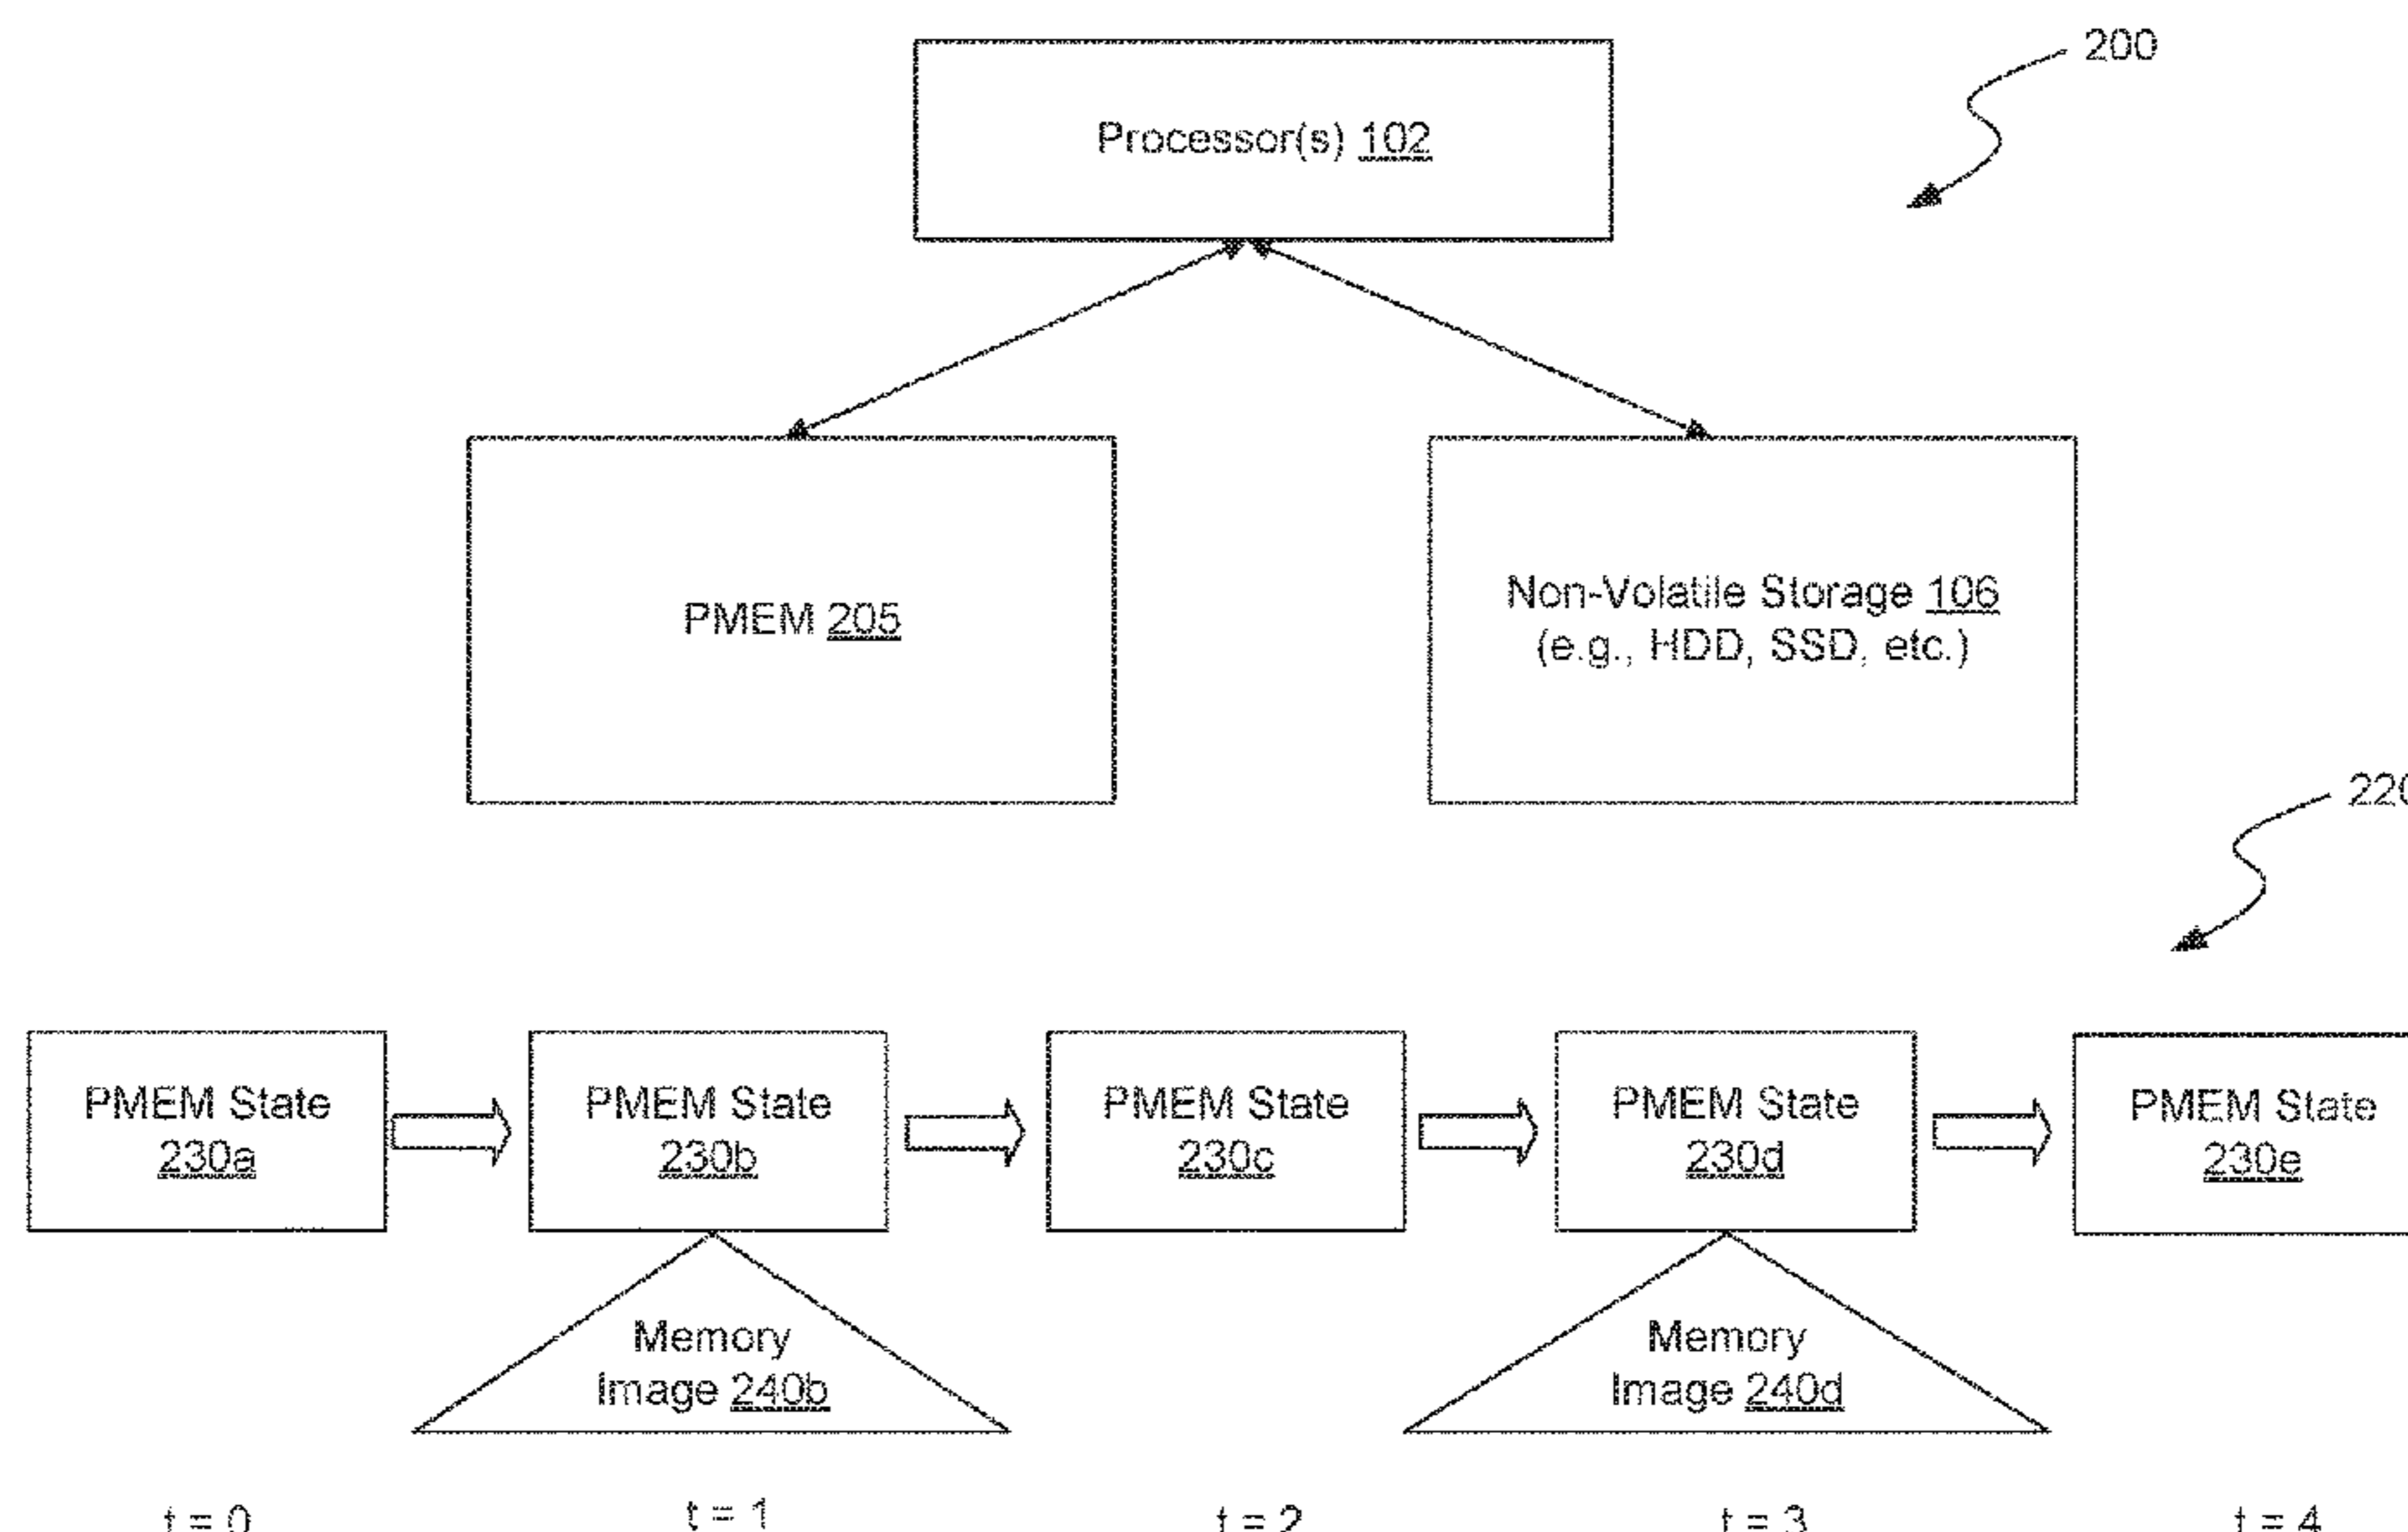 200
Processor(s) 102
PMEM 205
Non-Volatile Storage 106
(e.g., HDD, SSD, etc.)
220
PMEM State
230a
PMEM State
230b
PMEM State
230c
PMEM State
230d
PMEM State
230e
Memory
Image 240b
Memory
Image 240d
t = 0
t = 1
t = 2
t = 3
t = 4